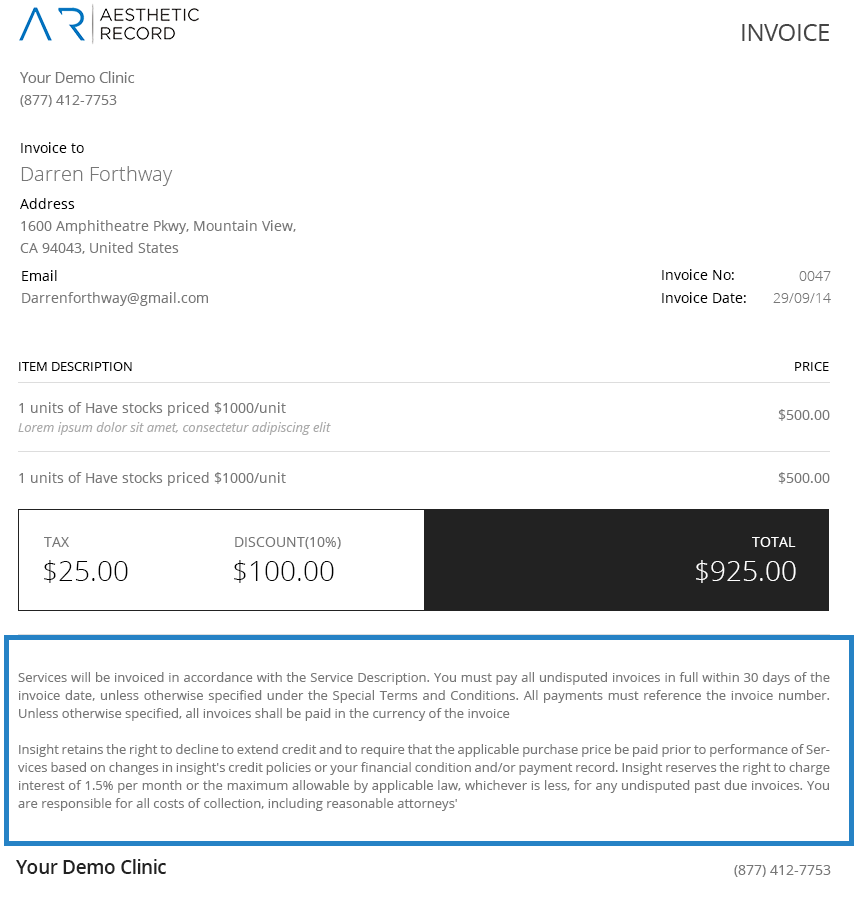 AR AESTHETIC
RECORD
INVOICE
Your Demo Clinic
(877) 412-7753
Invoice to
Darren Forthway
Address
1600 Amphitheatre Pkwy, Mountain View,
CA 94043, United States
Email
Darrenforthway@gmail.com
Invoice No: 0047
Invoice Date: 29/09/14
ITEM DESCRIPTION PRICE
1 units of Have stocks priced $1000/unit
Lorem ipsum dolor sit amet, consectetur adipiscing elit
$500.00
1 units of Have stocks priced $1000/unit $500.00
TAX DISCOUNT(10%) TOTAL
$25.00 $100.00 $925.00
Services will be invoiced in accordance with the Service Description. You must pay all undisputed invoices in full within 30 days of the
invoice date, unless otherwise specified under the Special Terms and Conditions. All payments must reference the invoice number.
Unless otherwise specified, all invoices shall be paid in the currency of the invoice
Insight retains the right to decline to extend credit and to require that the applicable purchase price be paid prior to performance of Ser-
vices based on changes in insight's credit policies or your financial condition and/or payment record. Insight reserves the right to charge
interest of 1.5% per month or the maximum allowable by applicable law, whichever is less, for any undisputed past due invoices. You
are responsible for all costs of collection, including reasonable attorneys'
Your Demo Clinic (877) 412-7753